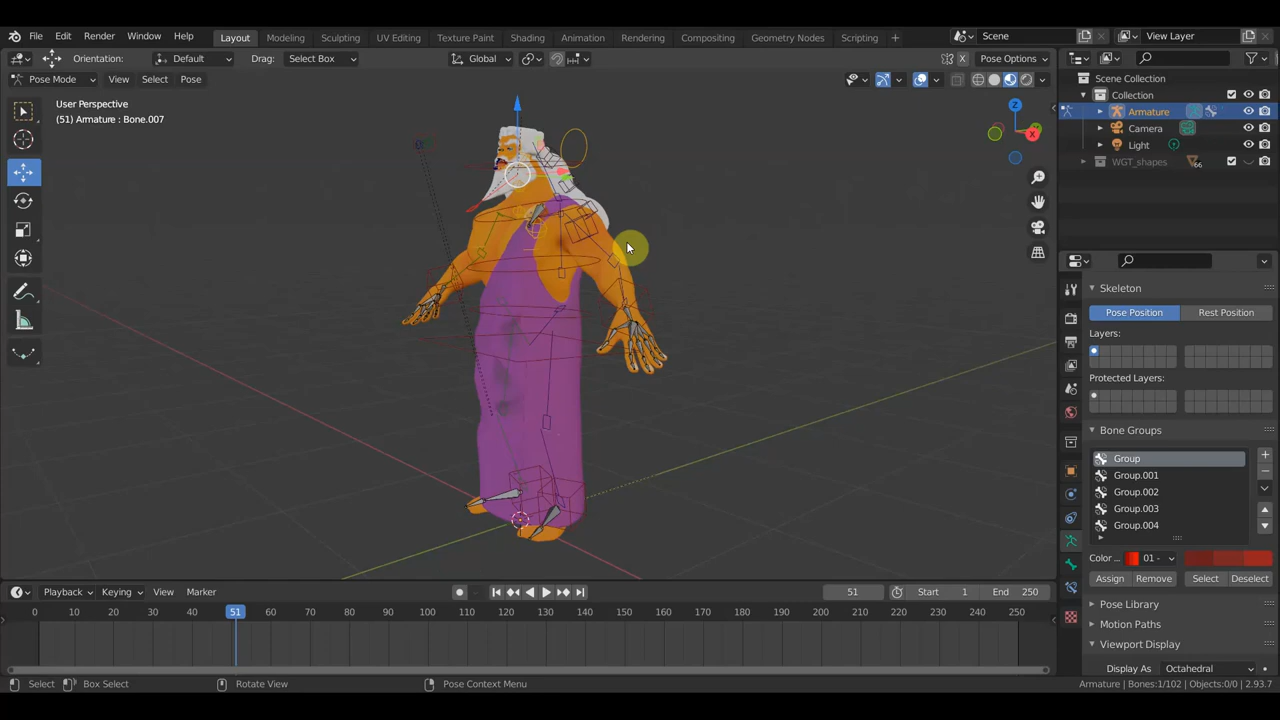 File Edit Render Window Help Layout Modeling Sculpting UV Editing Texture Paint Shading Animation Rendering Compositing Geometry Nodes Scripting + Scene View Layer
Orientation: Default Drag: Select Box Global Pose Options
Pose Mode View Select Pose
User Perspective
(51) Armature : Bone.007
Z
X
Scene Collection
Collection
Armature
Camera
Light
WGT_shapes
66
Skeleton
Pose Position Rest Position
Layers:
Protected Layers:
Bone Groups
Group
Group.001
Group.002
Group.003
Group.004
Color ... 01 -
Assign Remove Select Deselect
Pose Library
Motion Paths
Viewport Display
Display As Octahedral
Playback Keying View Marker 51 Start 1 End 250
0 10 20 30 40 51 60 70 80 90 100 110 120 130 140 150 160 170 180 190 200 210 220 230 240 250
Select Box Select Rotate View Pose Context Menu Armature | Bones:1/102 | Objects:0/0 | 2.93.7